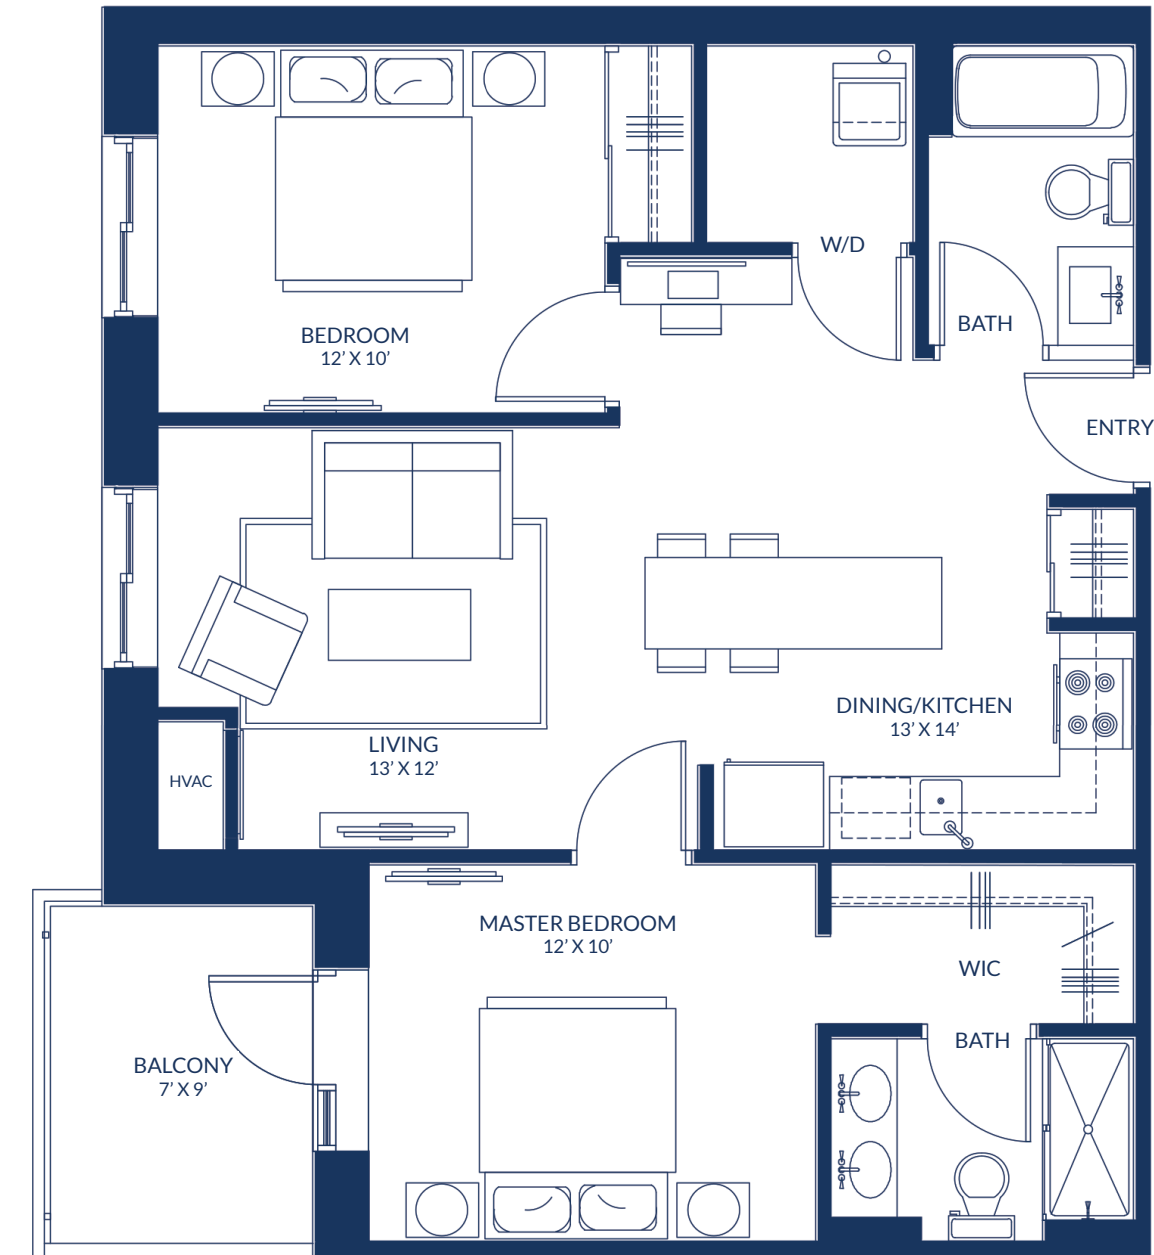 W/D
BATH
BEDROOM
12’ X 10’
ENTRY
DINING/KITCHEN
13’ X 14’
LIVING
13’ X 12’
HVAC
MASTER BEDROOM
12’ X 10’
WIC
BATH
BALCONY
7’ X 9’